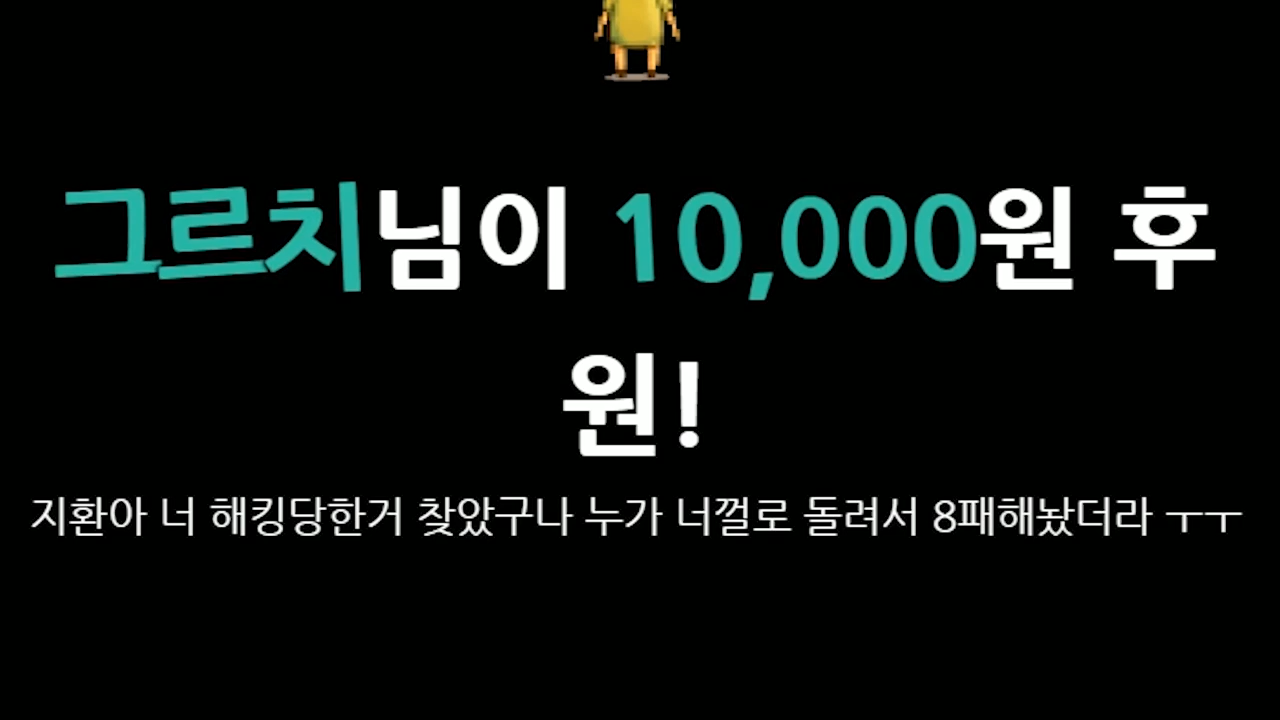 그르치님이 10,000원 후
원!
지환아 너 해킹당한거 찾았구나 누가 너껄로 돌려서 8패해놨더라 ㅜㅜ